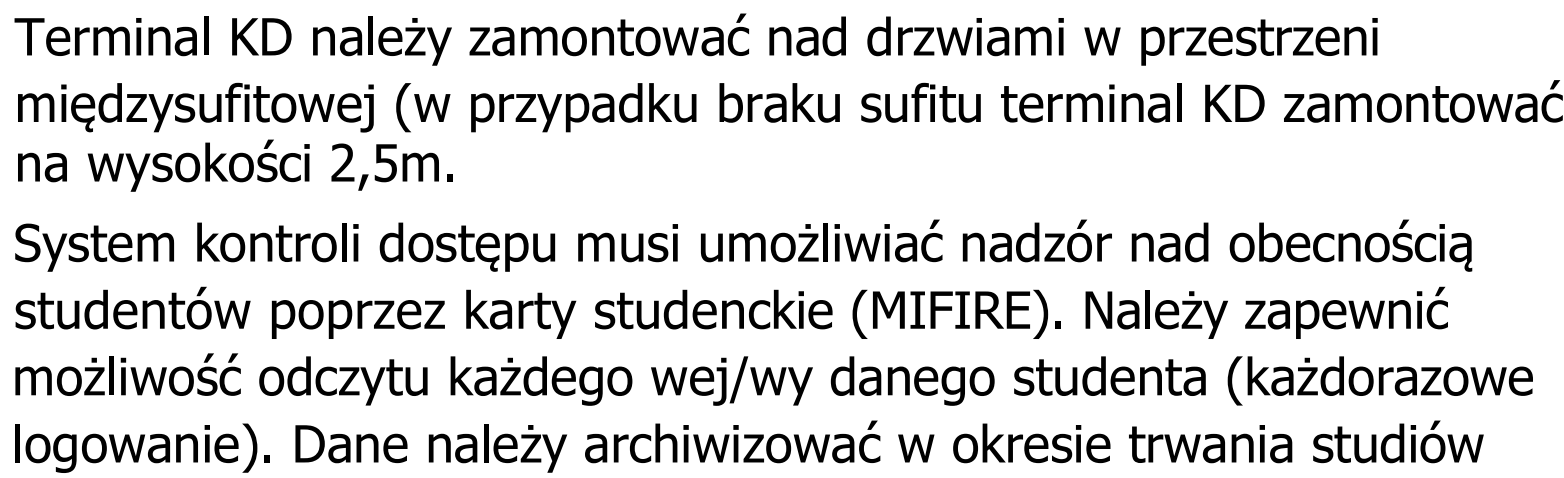 Terminal KD należy zamontować nad drzwiami w przestrzeni
międzysufitowej (w przypadku braku sufitu terminal KD zamontować
na wysokości 2,5m.
System kontroli dostępu musi umożliwiać nadzór nad obecnością
studentów poprzez karty studenckie (MIFIRE). Należy zapewnić
możliwość odczytu każdego wej/wy danego studenta (każdorazowe
logowanie). Dane należy archiwizować w okresie trwania studiów